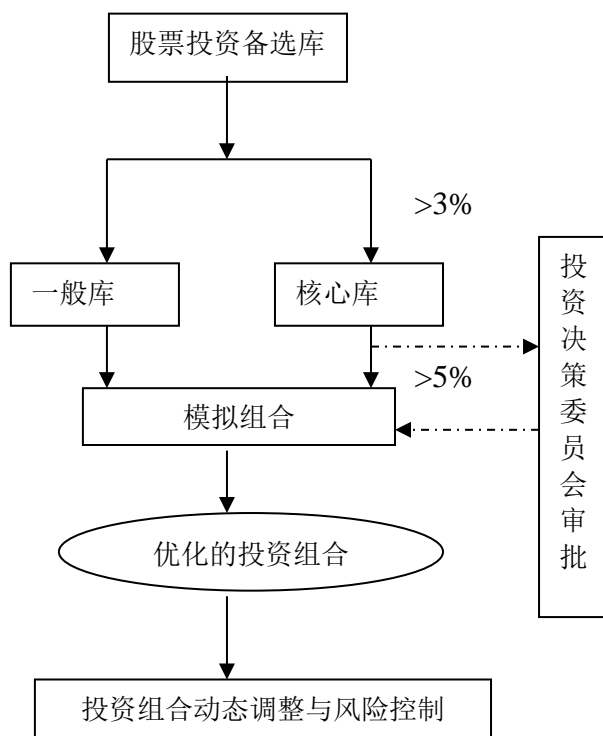 股票投资备选库
>3%
一般库
核心库
投资决策委员会审批
>5%
模拟组合
优化的投资组合
投资组合动态调整与风险控制